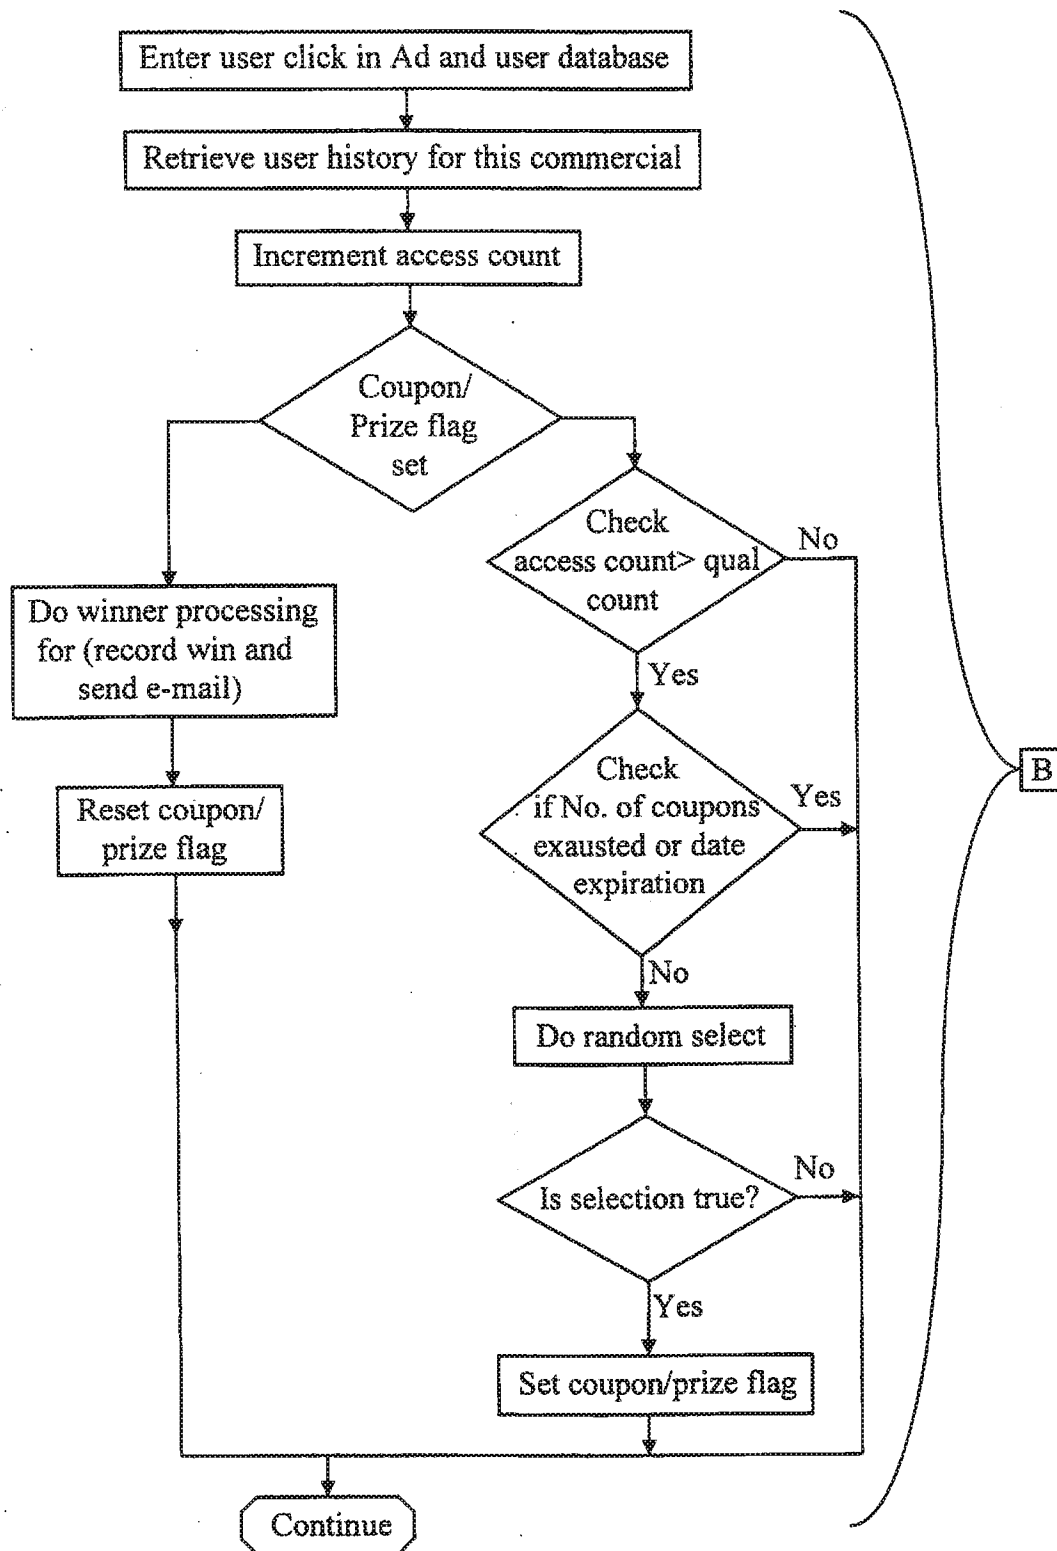 Enter user click in Ad and user database
Retrieve user history for this commercial
Increment access count
Coupon/
Prize flag
set
Check
access count> qual
count
No
Do winner processing
for (record win and
send e-mail)
Yes
Check
if No. of coupons
exausted or date
expiration
Yes
B
Reset coupon/
prize flag
No
Do random select
Is selection true?
No
Yes
Set coupon/prize flag
Continue